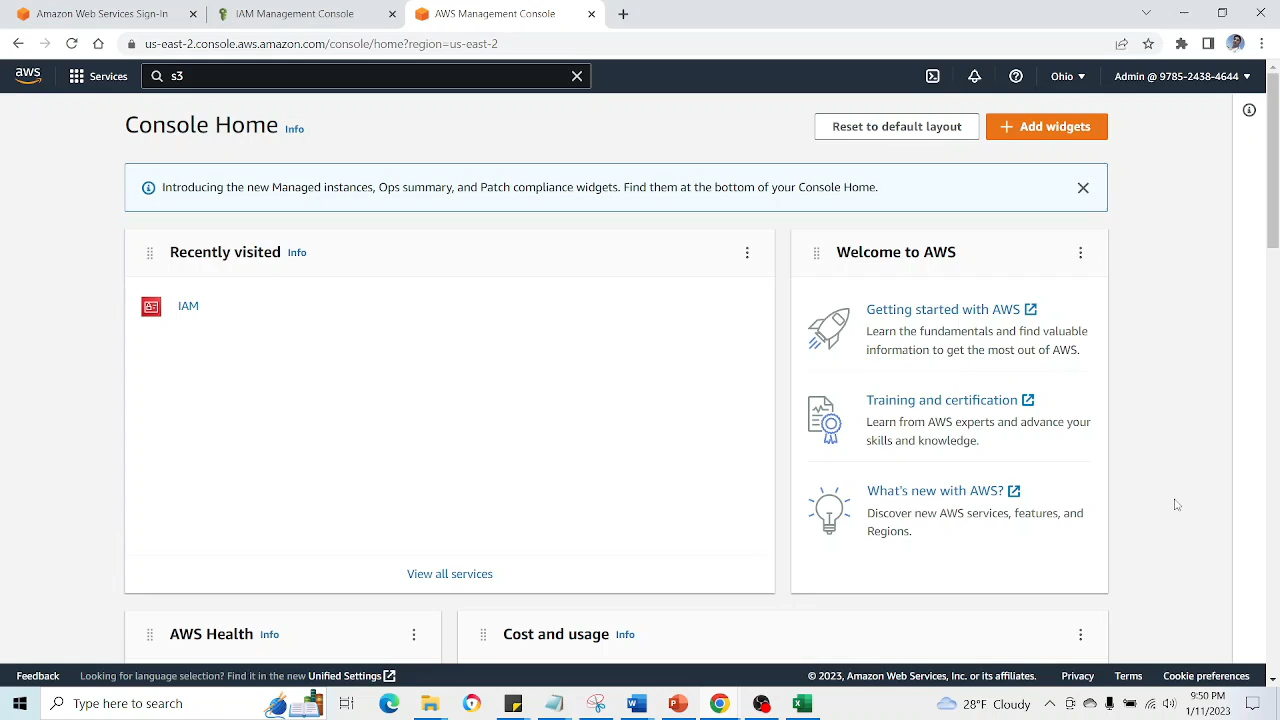 Amazon Web Services Sign-In
IAM Management Console
AWS Management Console
us-east-2.console.aws.amazon.com/console/home?region=us-east-2
aws
Services
s3
Ohio
Admin @ 9785-2438-4644
Console Home Info
Reset to default layout
Add widgets
Introducing the new Managed instances, Ops summary, and Patch compliance widgets. Find them at the bottom of your Console Home.
Recently visited Info
IAM
View all services
Welcome to AWS
Getting started with AWS
Learn the fundamentals and find valuable
information to get the most out of AWS.
Training and certification
Learn from AWS experts and advance your
skills and knowledge.
What's new with AWS?
Discover new AWS services, features, and
Regions.
AWS Health Info
Cost and usage Info
Feedback
Looking for language selection? Find it in the new Unified Settings
© 2023, Amazon Web Services, Inc. or its affiliates.
Privacy
Terms
Cookie preferences
Type here to search
28°F Cloudy
9:50 PM
1/11/2023